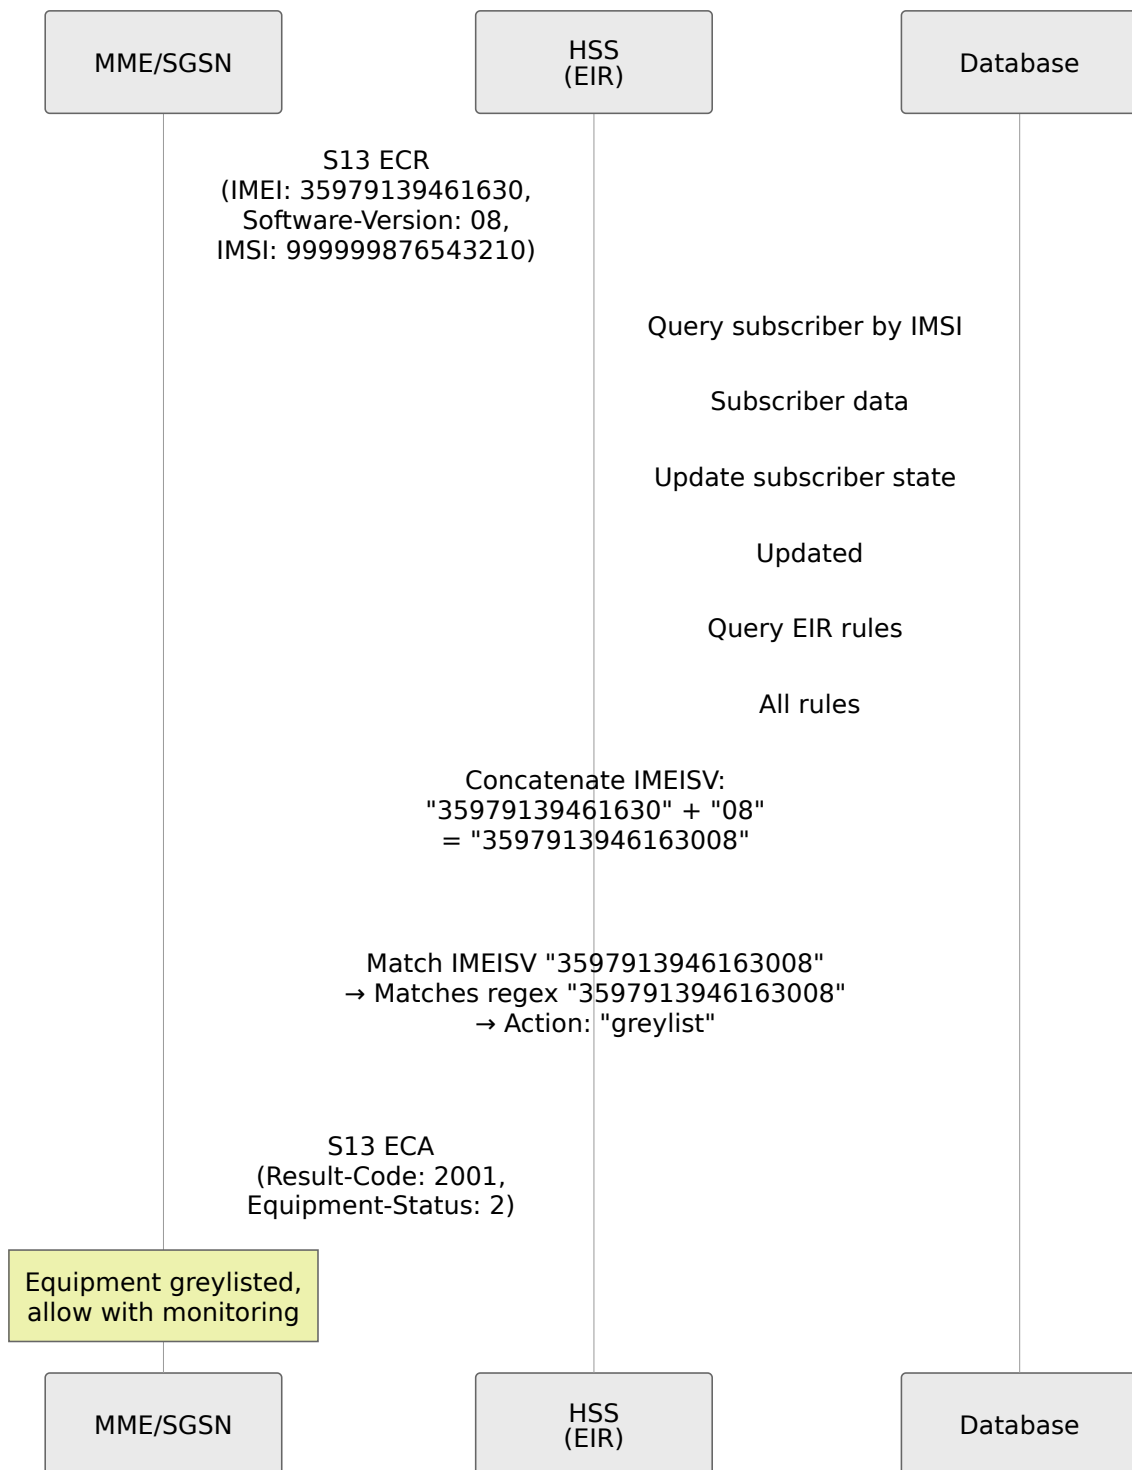 MME/SGSN
HSS
(EIR)
Database
S13 ECR
(IMEI: 35979139461630,
Software-Version: 08,
IMSI: 999999876543210)
Query subscriber by IMSI
Subscriber data
Update subscriber state
Updated
Query EIR rules
All rules
Concatenate IMEISV:
"35979139461630" + "08"
= "3597913946163008"
Match IMEISV "3597913946163008"
→ Matches regex "3597913946163008"
→ Action: "greylist"
S13 ECA
(Result-Code: 2001,
Equipment-Status: 2)
Equipment greylisted,
allow with monitoring
MME/SGSN
HSS
(EIR)
Database